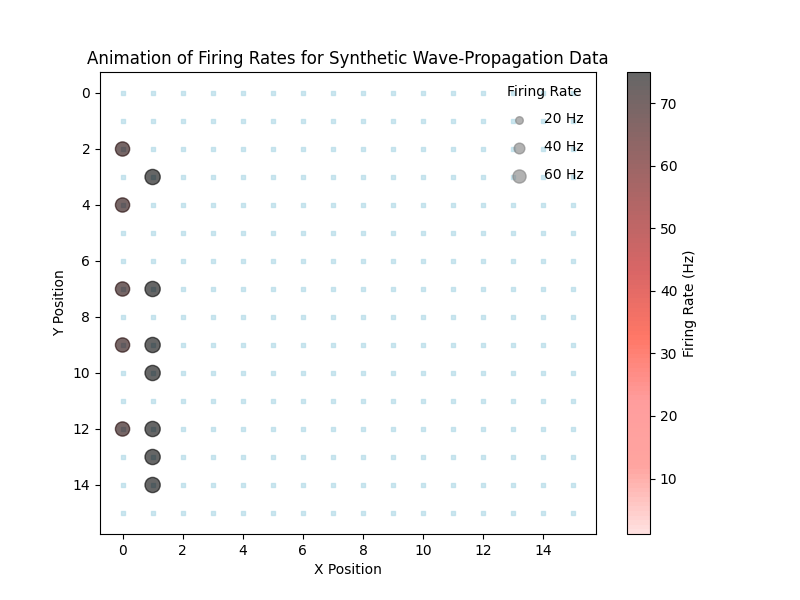 Animation of Firing Rates for Synthetic Wave-Propagation Data
Firing Rate
20 Hz
40 Hz
60 Hz
0
2
4
6
8
10
12
14
Y Position
0 2 4 6 8 10 12 14
X Position
70
60
50
40
30
20
10
Firing Rate (Hz)